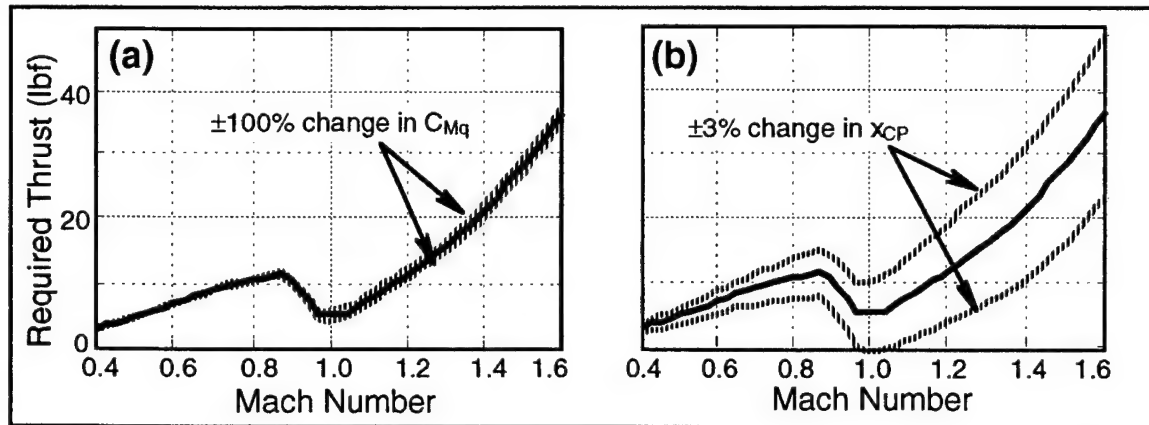 (a)
±100% change in CMq
Required Thrust (lbf)
40
20
0
0.4 0.6 0.8 1.0 1.2 1.4 1.6
Mach Number
(b)
±3% change in xCP
0.4 0.6 0.8 1.0 1.2 1.4 1.6
Mach Number